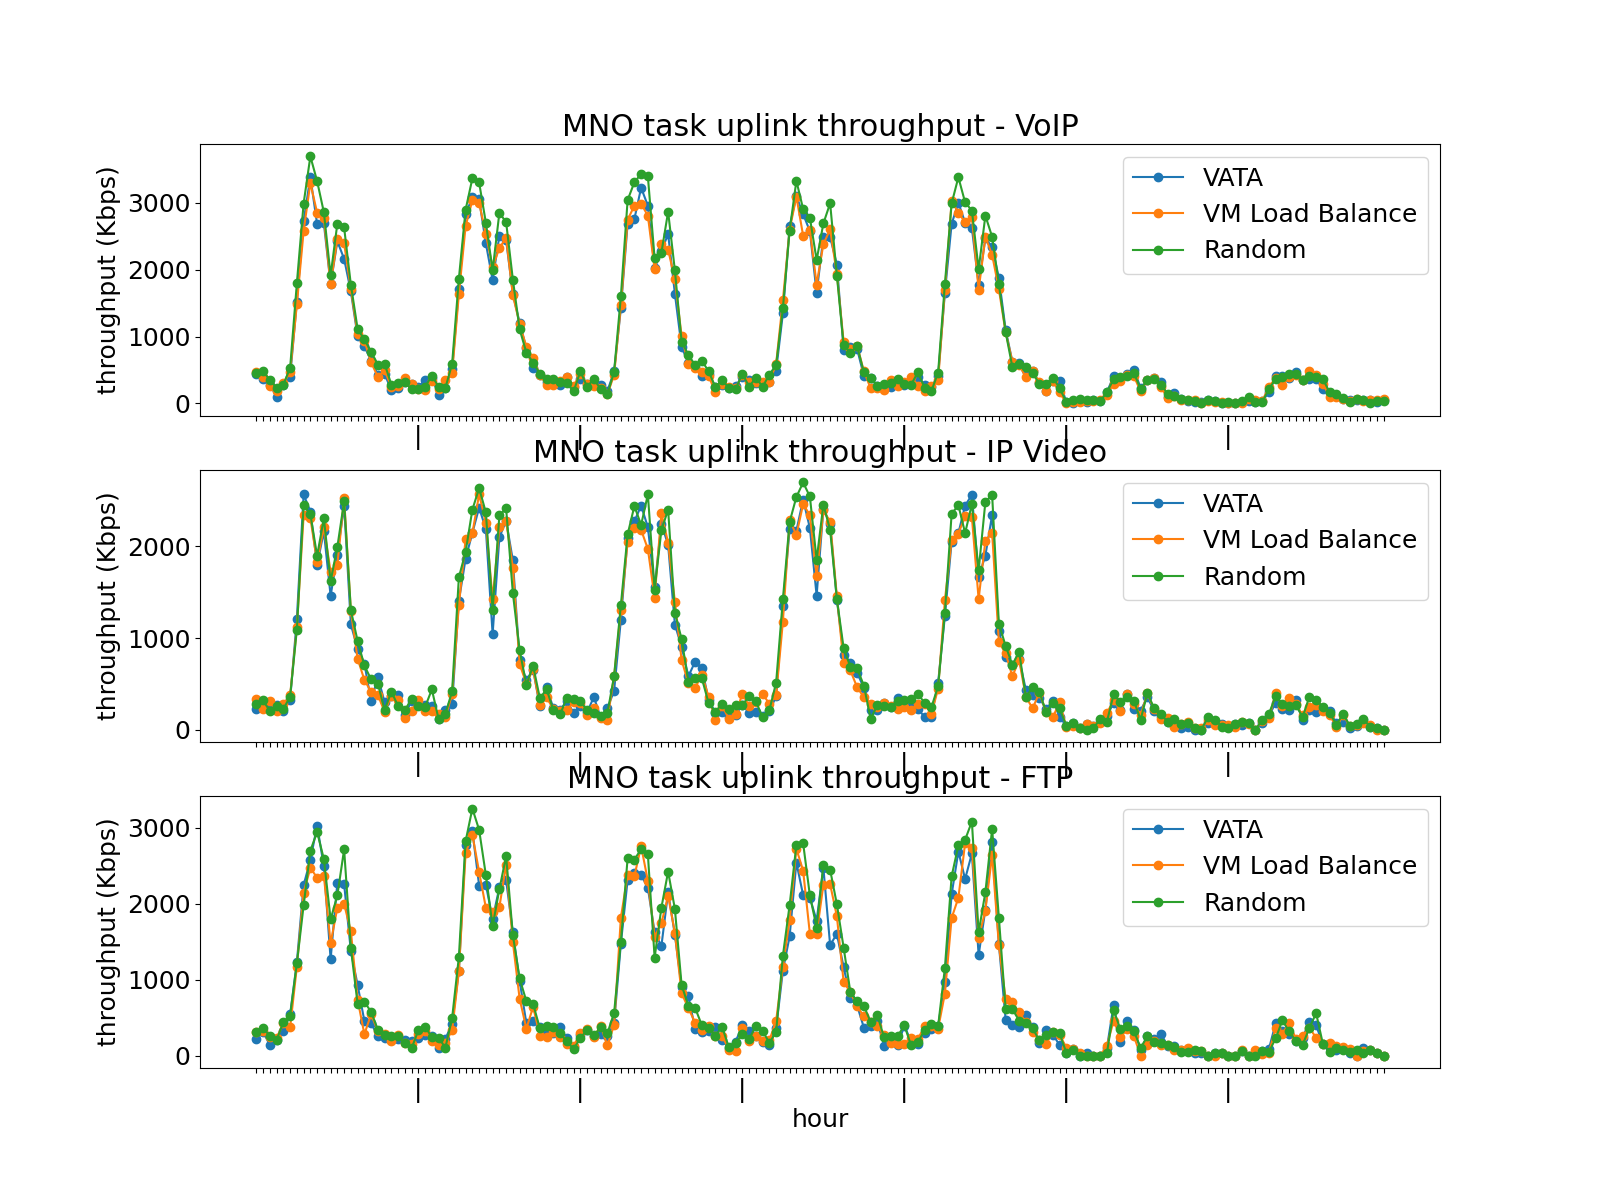 MNO task uplink throughput - VoIP
throughput (Kbps)
3000
2000
1000
0
VATA
VM Load Balance
Random
| | | | | |
MNO task uplink throughput - IP Video
throughput (Kbps)
2000
1000
0
VATA
VM Load Balance
Random
| | | | | |
MNO task uplink throughput - FTP
throughput (Kbps)
3000
2000
1000
0
VATA
VM Load Balance
Random
| | | | | |
hour